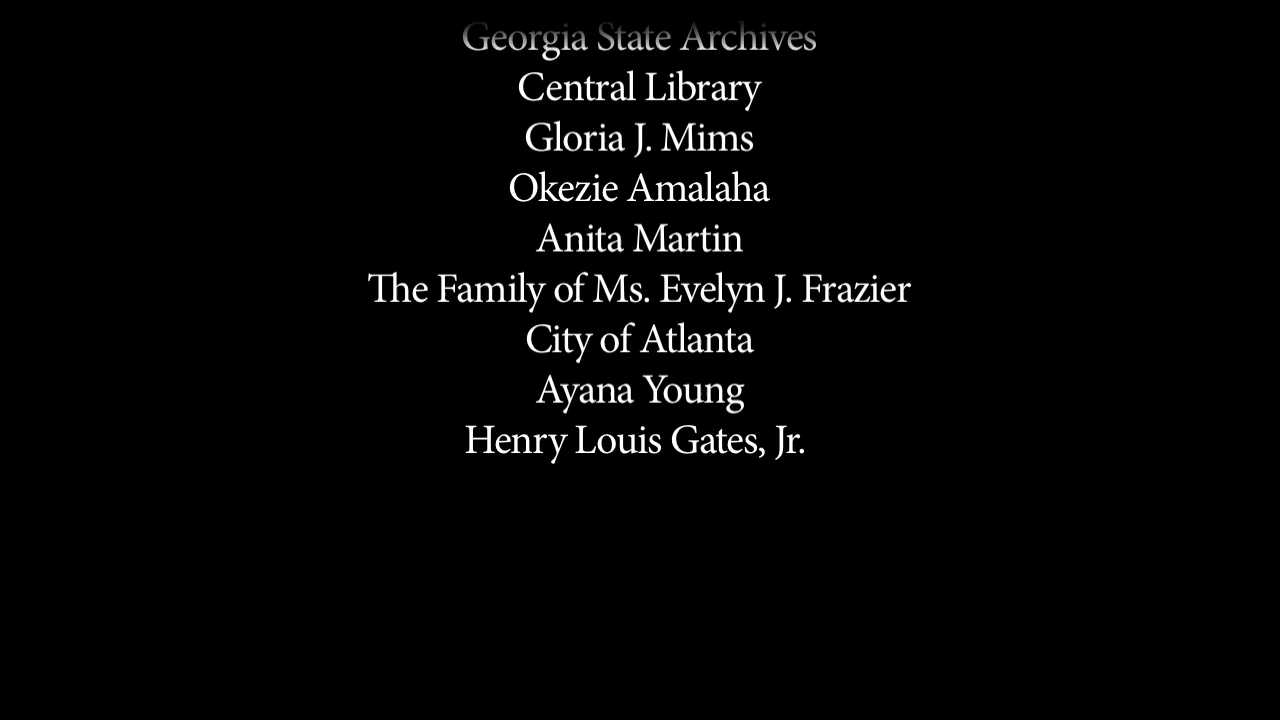 Georgia State Archives
Central Library
Gloria J. Mims
Okezie Amalaha
Anita Martin
The Family of Ms. Evelyn J. Frazier
City of Atlanta
Ayana Young
Henry Louis Gates, Jr.